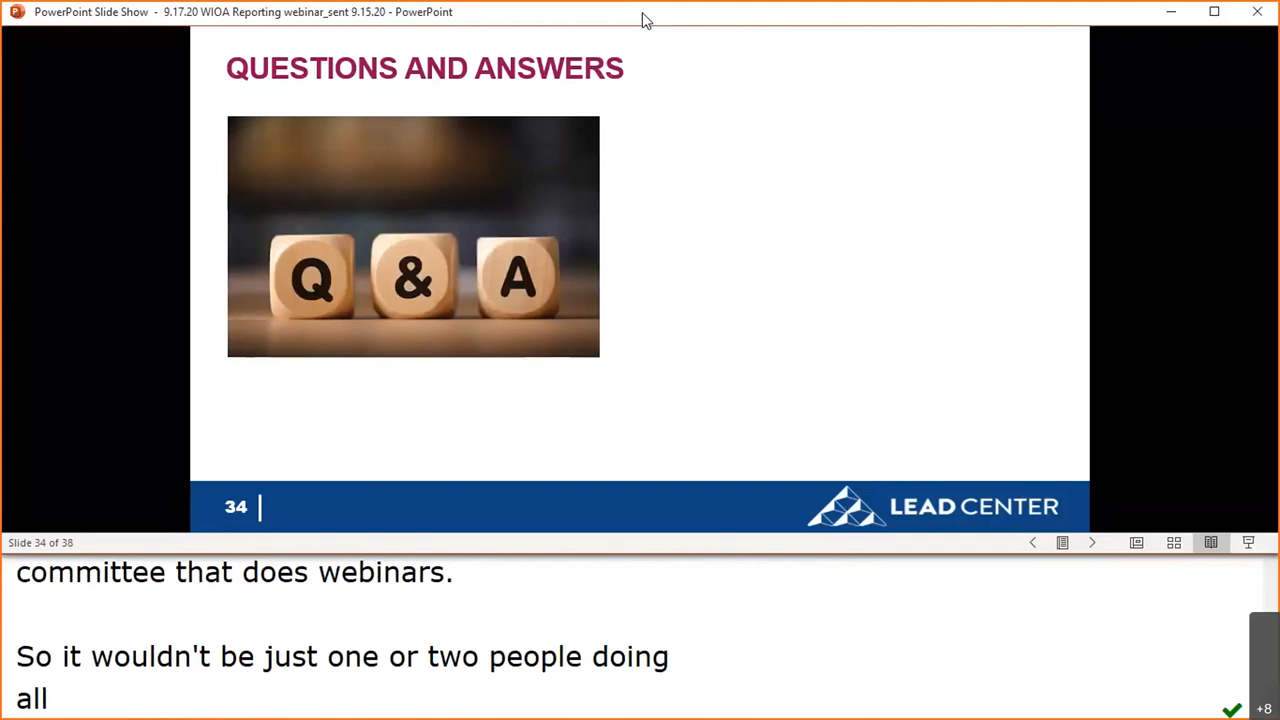 PowerPoint Slide Show - 9.17.20 WIOA Reporting webinar_sent 9.15.20 - PowerPoint
QUESTIONS AND ANSWERS
Q & A
34
LEAD CENTER
Slide 34 of 38
committee that does webinars.
So it wouldn't be just one or two people doing
all
+8